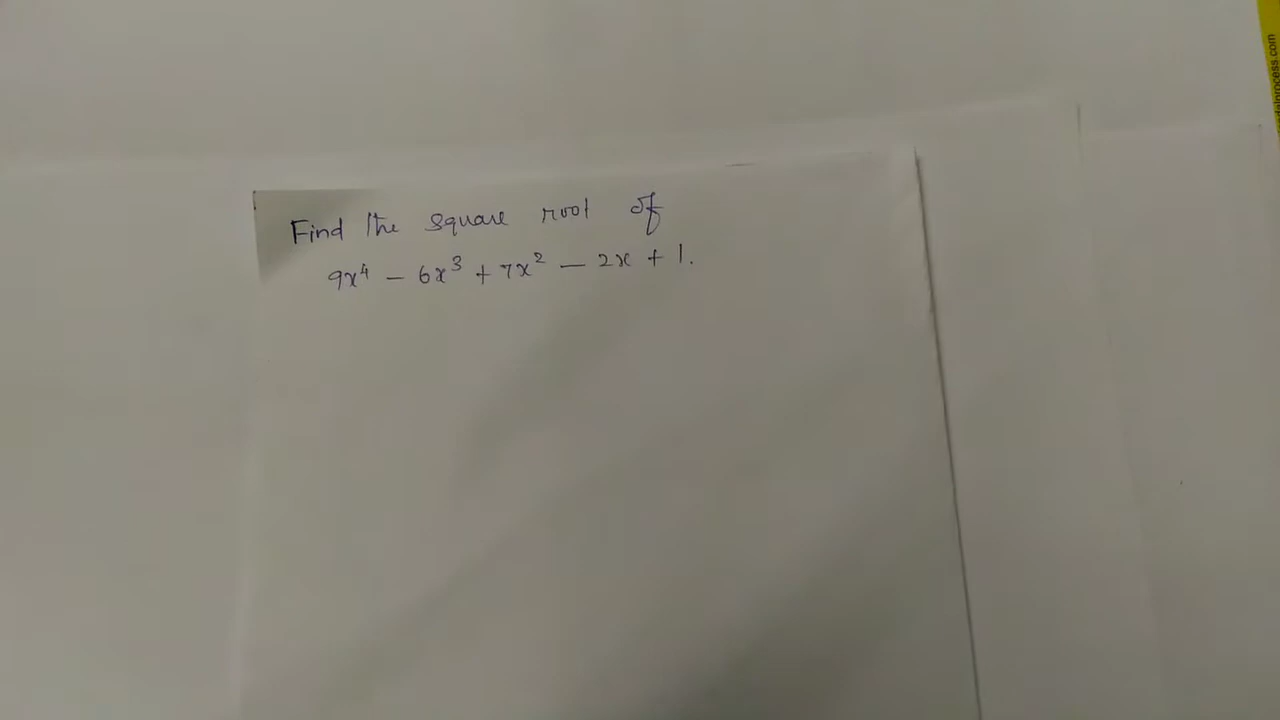 Find the square root of
9x⁴ − 6x³ + 7x² − 2x + 1.